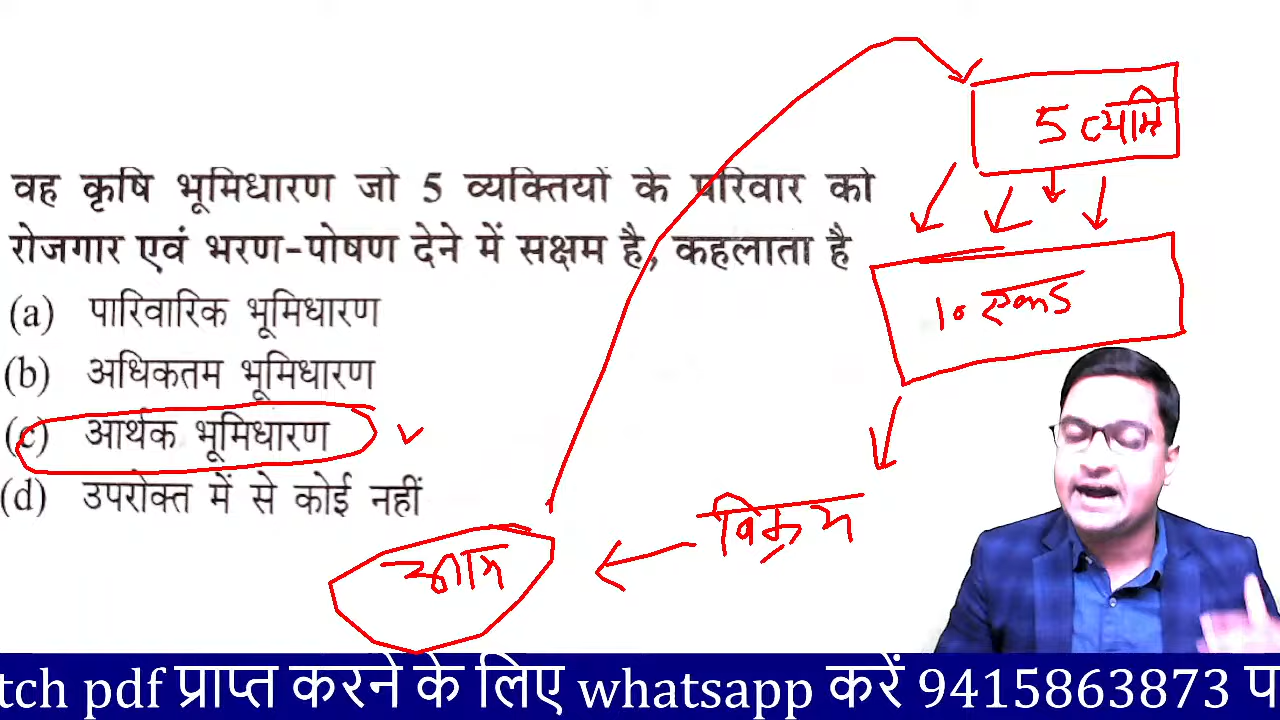 वह कृषि भूमिधारण जो 5 व्यक्तियों के परिवार को
रोजगार एवं भरण-पोषण देने में सक्षम है, कहलाता है
(a) पारिवारिक भूमिधारण
(b) अधिकतम भूमिधारण
(c) आर्थक भूमिधारण
(d) उपरोक्त में से कोई नहीं
5 व्यक्ति
10 एकड
विक्रय
आय
tch pdf प्राप्त करने के लिए whatsapp करें 9415863873 प